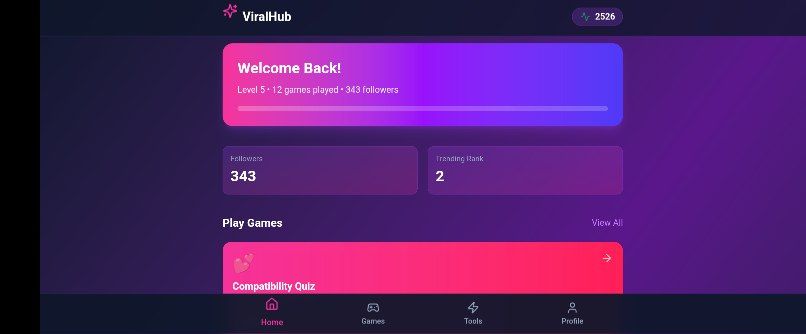 ViralHub
2526
Welcome Back!
Level 5 • 12 games played • 343 followers
Followers
343
Trending Rank
2
Play Games
View All
Compatibility Quiz
Home
Games
Tools
Profile